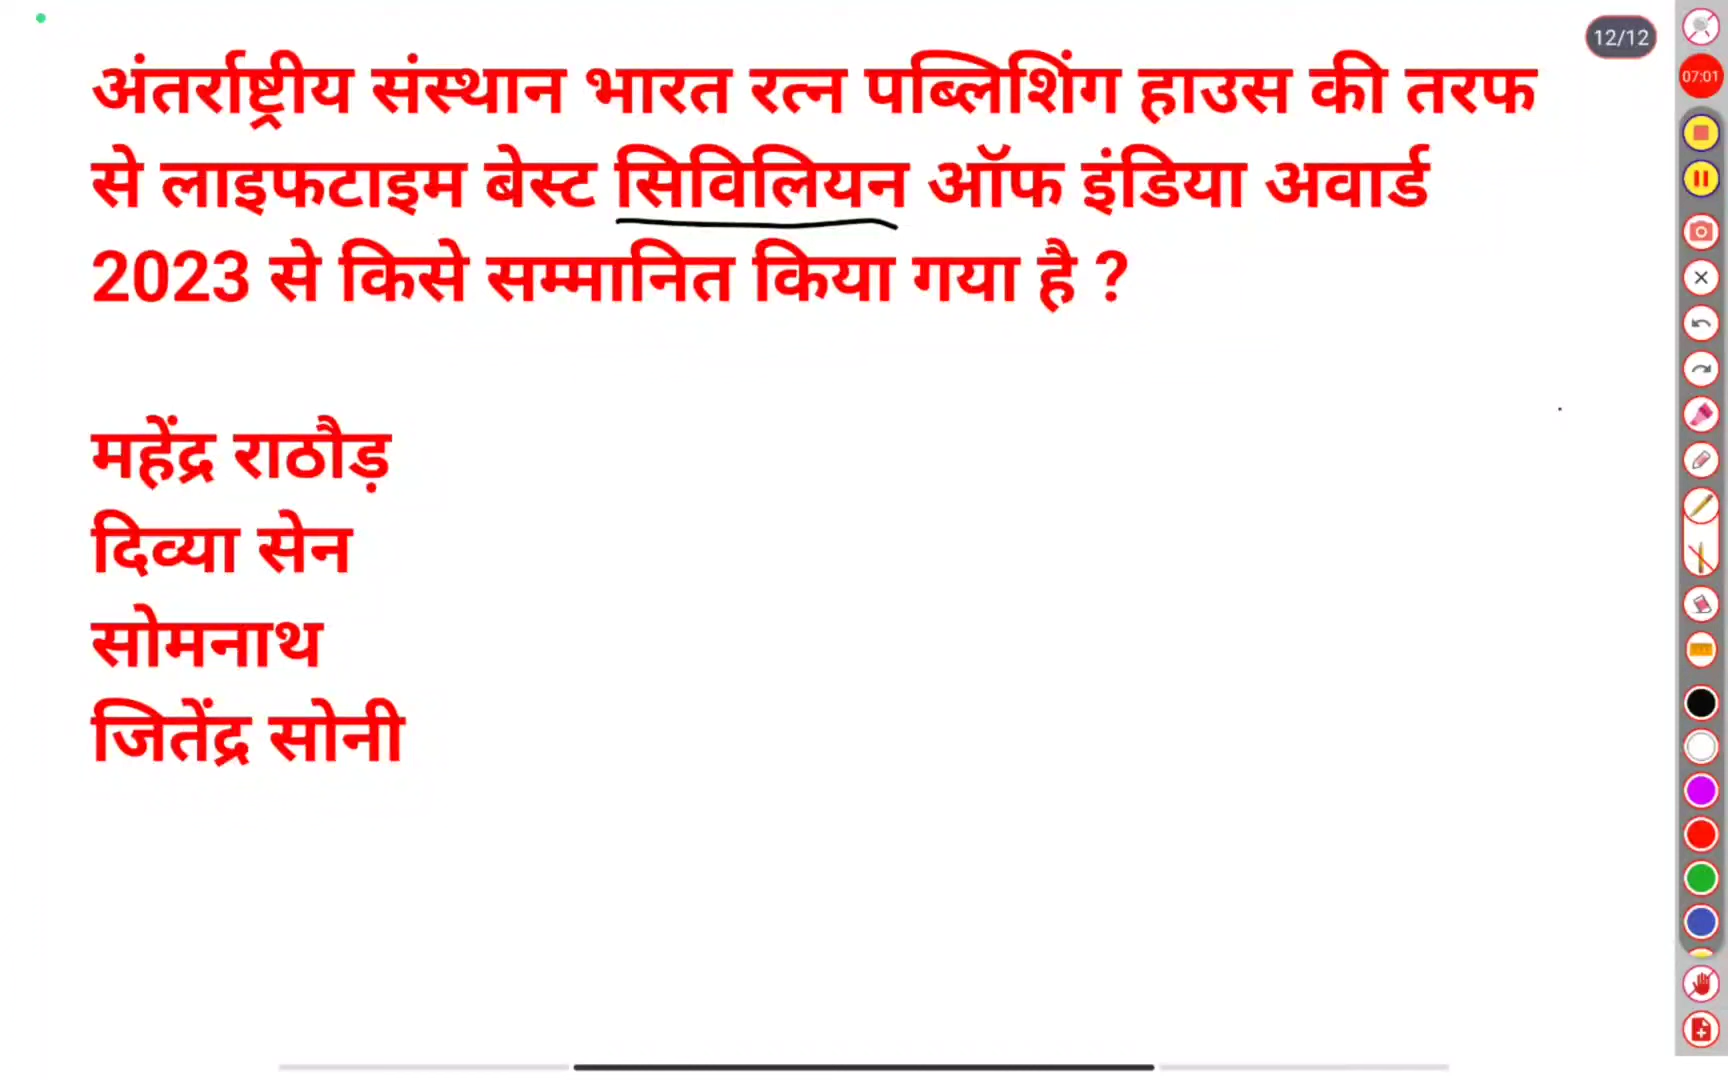 12/12
07:01
अंतर्राष्ट्रीय संस्थान भारत रत्न पब्लिशिंग हाउस की तरफ
से लाइफटाइम बेस्ट सिविलियन ऑफ इंडिया अवार्ड
2023 से किसे सम्मानित किया गया है ?
महेंद्र राठौड़
दिव्या सेन
सोमनाथ
जितेंद्र सोनी